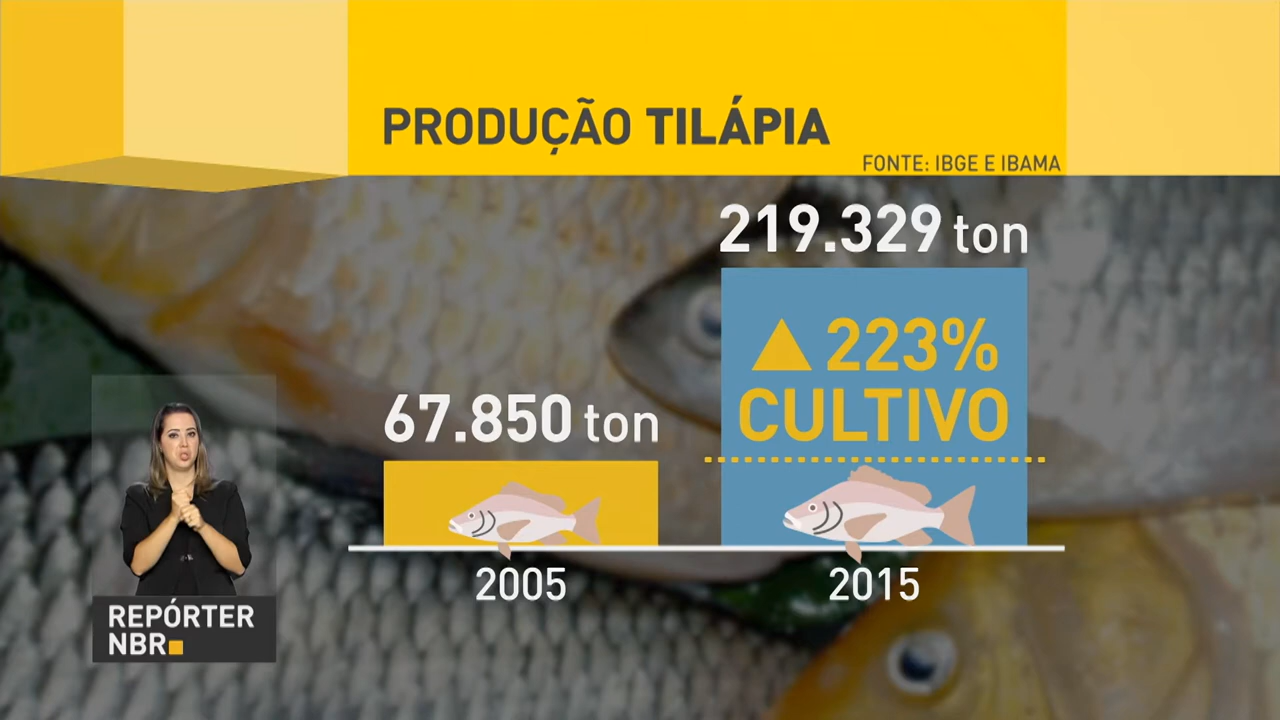 PRODUÇÃO TILÁPIA
FONTE: IBGE E IBAMA
219.329 ton
▲ 223%
CULTIVO
67.850 ton
2005
2015
REPÓRTER
NBR